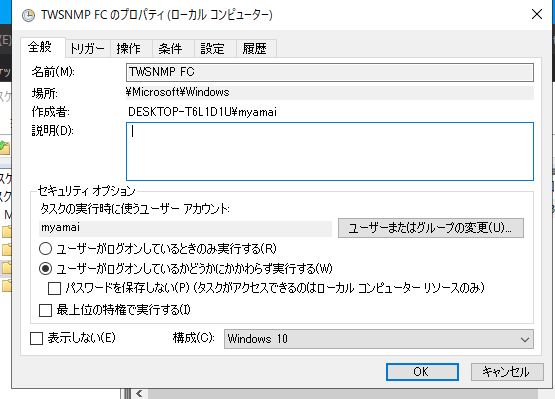 TWSNMP FC のプロパティ (ローカル コンピューター)
全般 トリガー 操作 条件 設定 履歴
名前(M): TWSNMP FC
場所: ¥Microsoft¥Windows
作成者: DESKTOP-T6L1D1U¥myamai
説明(D):
セキュリティ オプション
タスクの実行時に使うユーザー アカウント:
myamai ユーザーまたはグループの変更(U)...
ユーザーがログオンしているときのみ実行する(R)
ユーザーがログオンしているかどうかにかかわらず実行する(W)
パスワードを保存しない(P) (タスクがアクセスできるのはローカル コンピューター リソースのみ)
最上位の特権で実行する(I)
表示しない(E) 構成(C): Windows 10
OK キャンセル